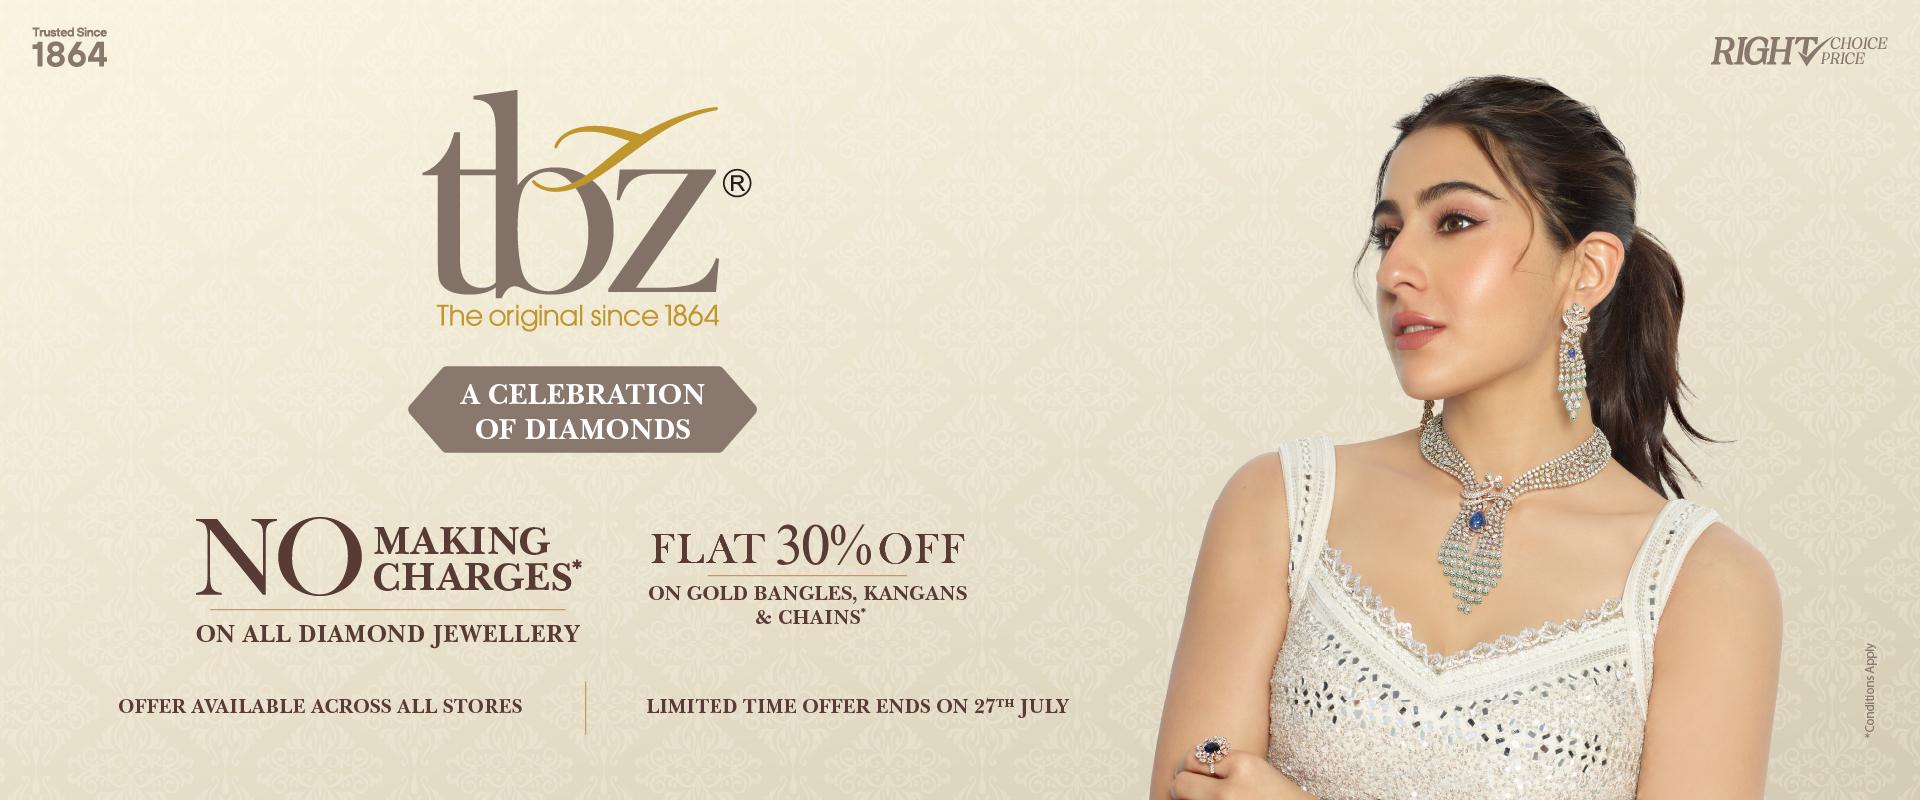 Trusted Since
1864
RIGHT CHOICE
PRICE
tbz®
The original since 1864
A CELEBRATION
OF DIAMONDS
NO MAKING
CHARGES*
ON ALL DIAMOND JEWELLERY
FLAT 30% OFF
ON GOLD BANGLES, KANGANS
& CHAINS*
OFFER AVAILABLE ACROSS ALL STORES
LIMITED TIME OFFER ENDS ON 27TH JULY
*Conditions Apply